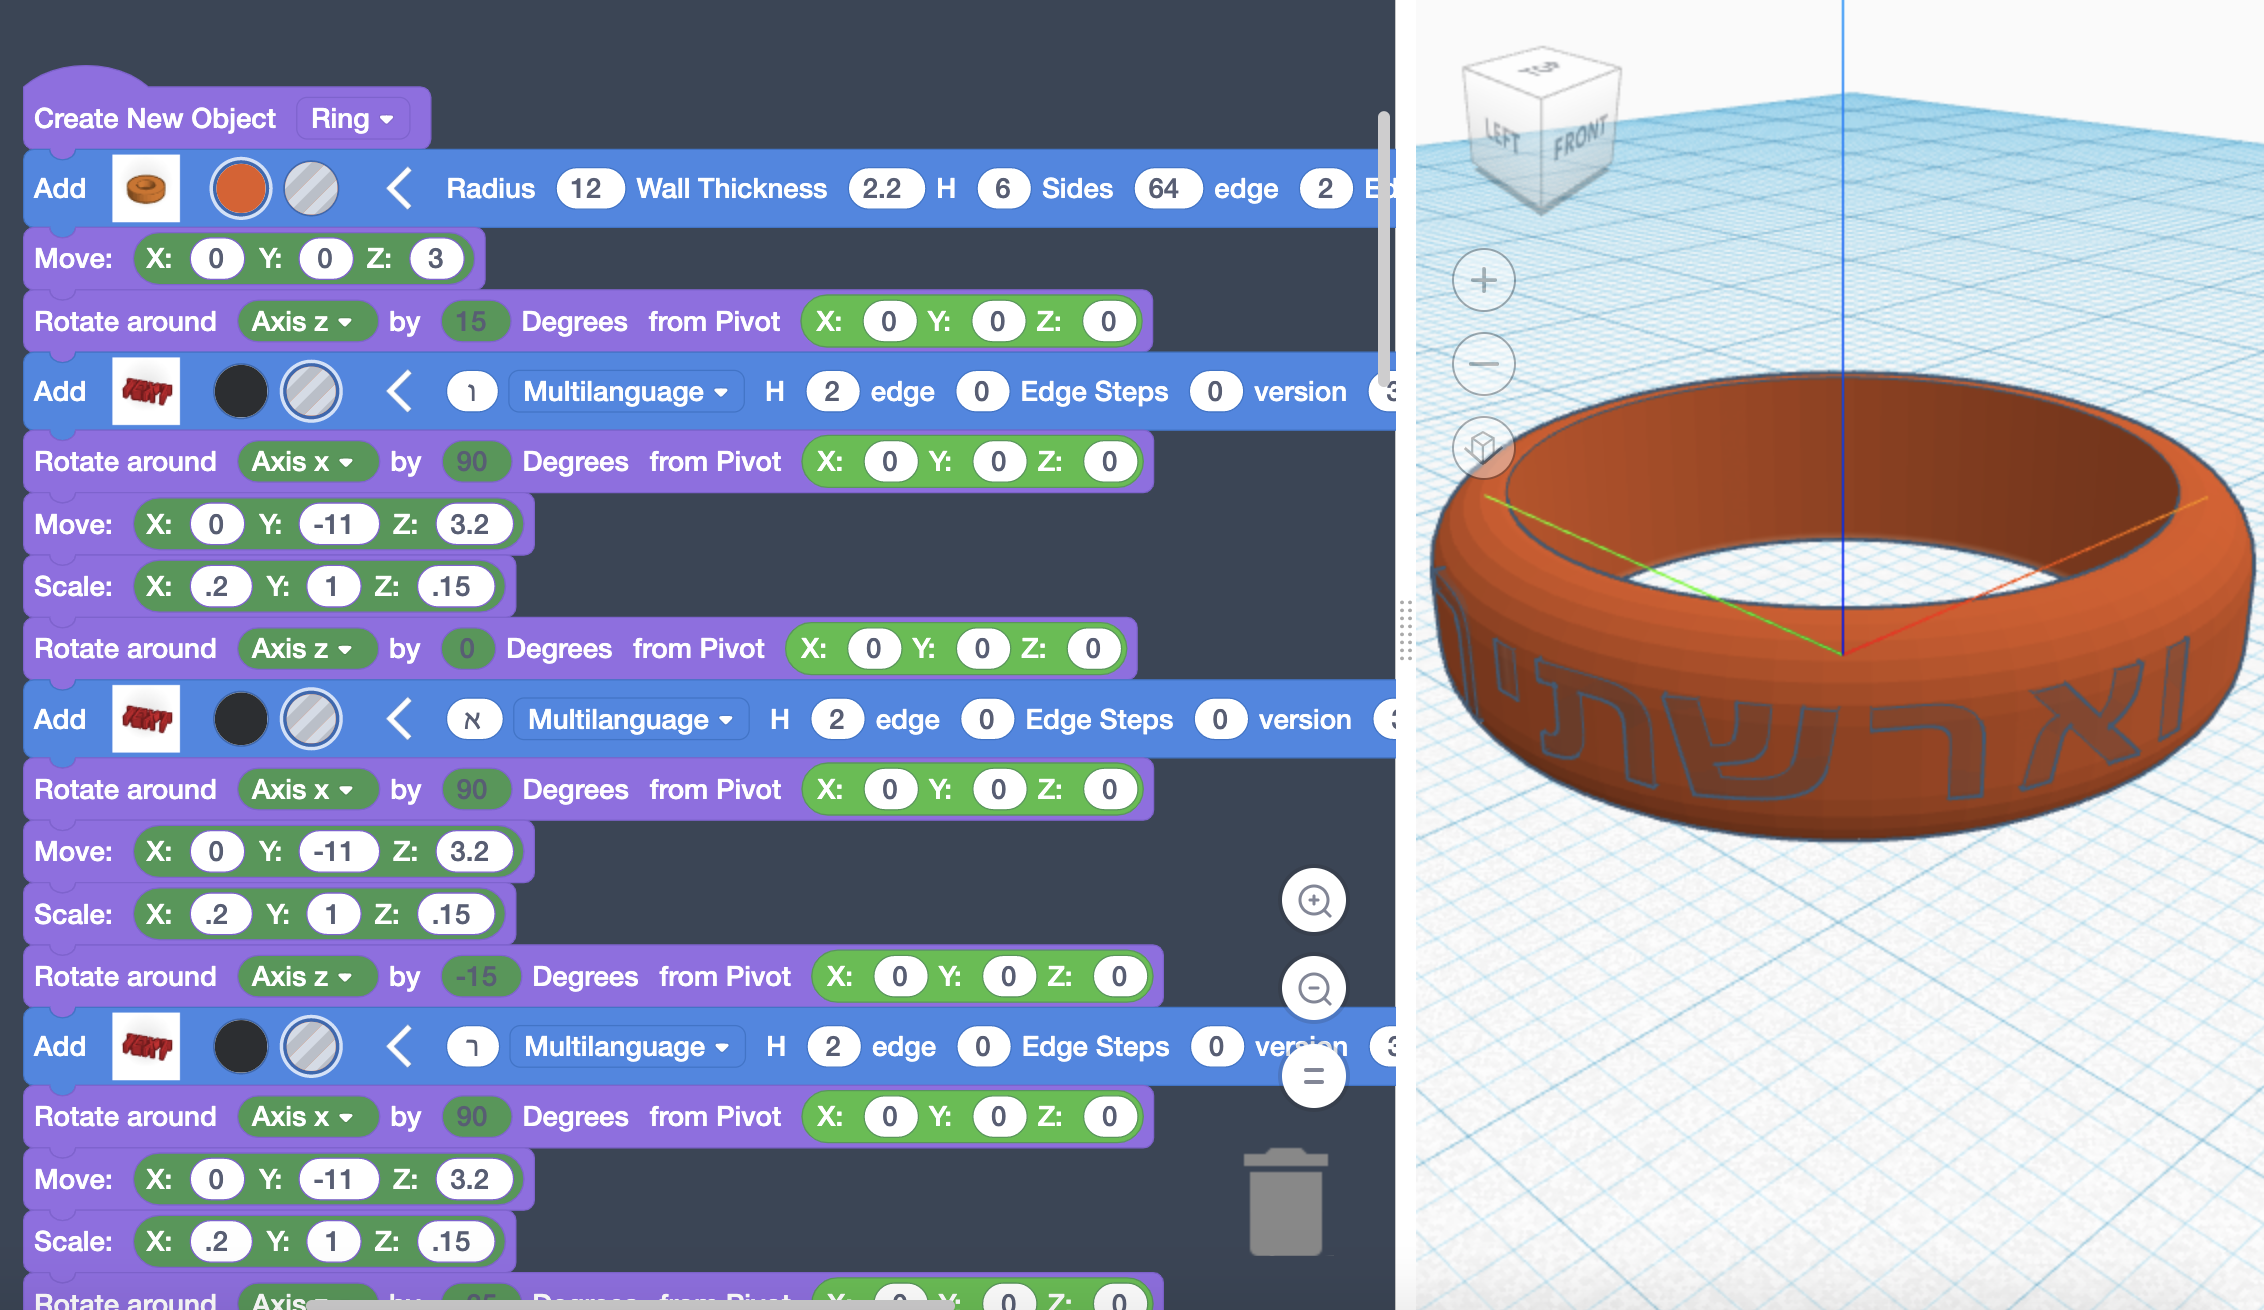 Create New Object Ring
Add Radius 12 Wall Thickness 2.2 H 6 Sides 64 edge 2
Move: X: 0 Y: 0 Z: 3
Rotate around Axis z by 15 Degrees from Pivot X: 0 Y: 0 Z: 0
Add ו Multilanguage H 2 edge 0 Edge Steps 0 version 3
Rotate around Axis x by 90 Degrees from Pivot X: 0 Y: 0 Z: 0
Move: X: 0 Y: -11 Z: 3.2
Scale: X: .2 Y: 1 Z: .15
Rotate around Axis z by 0 Degrees from Pivot X: 0 Y: 0 Z: 0
Add א Multilanguage H 2 edge 0 Edge Steps 0 version 3
Rotate around Axis x by 90 Degrees from Pivot X: 0 Y: 0 Z: 0
Move: X: 0 Y: -11 Z: 3.2
Scale: X: .2 Y: 1 Z: .15
Rotate around Axis z by -15 Degrees from Pivot X: 0 Y: 0 Z: 0
Add ר Multilanguage H 2 edge 0 Edge Steps 0 version 3
Rotate around Axis x by 90 Degrees from Pivot X: 0 Y: 0 Z: 0
Move: X: 0 Y: -11 Z: 3.2
Scale: X: .2 Y: 1 Z: .15
Rotate around Axis by Degrees from Pivot X: 0 Y: 0 Z: 0
TOP
LEFT
FRONT
וארשתי